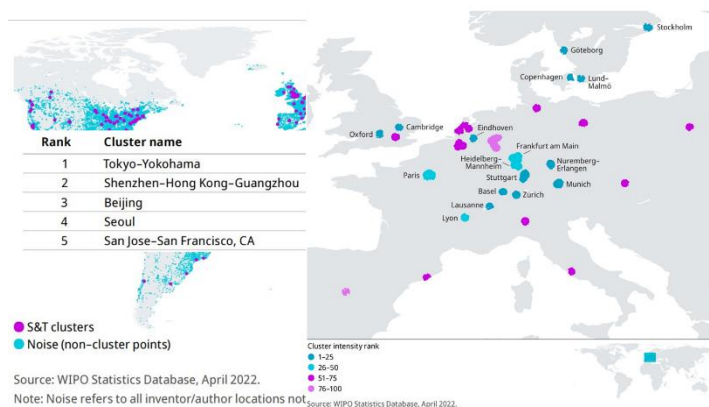 Rank Cluster name
1 Tokyo–Yokohama
2 Shenzhen–Hong Kong–Guangzhou
3 Beijing
4 Seoul
5 San Jose–San Francisco, CA
S&T clusters
Noise (non-cluster points)
Source: WIPO Statistics Database, April 2022.
Note: Noise refers to all inventor/author locations not
Stockholm
Göteborg
Copenhagen
Lund–
Malmö
Cambridge
Oxford
Eindhoven
Frankfurt am Main
Heidelberg–
Mannheim
Nuremberg–
Erlangen
Paris
Stuttgart
Munich
Basel
Zürich
Lausanne
Lyon
Cluster intensity rank
1–25
26–50
51–75
76–100
Source: WIPO Statistics Database, April 2022.